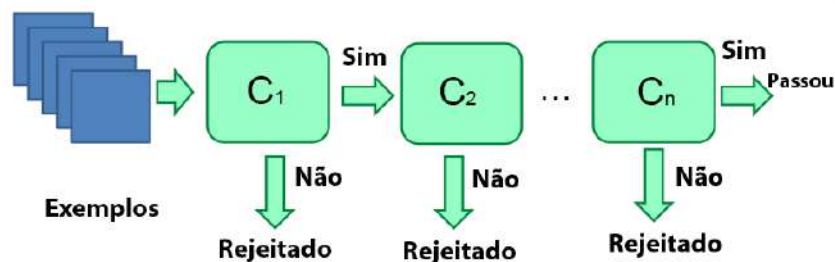 Sim
Sim
C1
C2
...
Cn
Passou
Não
Não
Não
Exemplos
Rejeitado
Rejeitado
Rejeitado